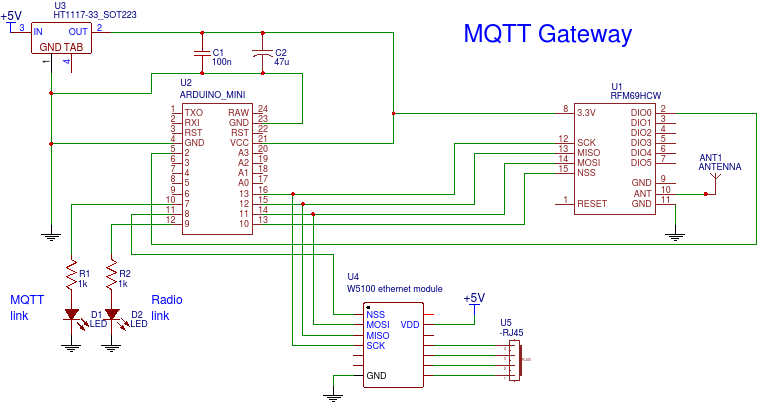 MQTT Gateway
+5V
U3
HT1117-33_SOT223
3 IN OUT 2
GND TAB
1 4
C1
100n
C2
47u
U2
ARDUINO_MINI
1 TXO RAW 24
2 RXI GND 23
3 RST RST 22
4 GND VCC 21
5 2 A3 20
6 3 A2 19
7 4 A1 18
8 5 A0 17
9 6 13 16
10 7 12 15
11 8 11 14
12 9 10 13
U1
RFM69HCW
8 3.3V DIO0 2
DIO1 3
DIO2 4
12 SCK DIO3 5
13 MISO DIO4 6
14 MOSI DIO5 7
15 NSS
GND 9
ANT 10
1 RESET GND 11
ANT1
ANTENNA
R1
1k
R2
1k
MQTT
link
D1
LED
D2
LED
Radio
link
U4
W5100 ethernet module
NSS
MOSI VDD
MISO
SCK
GND
+5V
U5
-RJ45